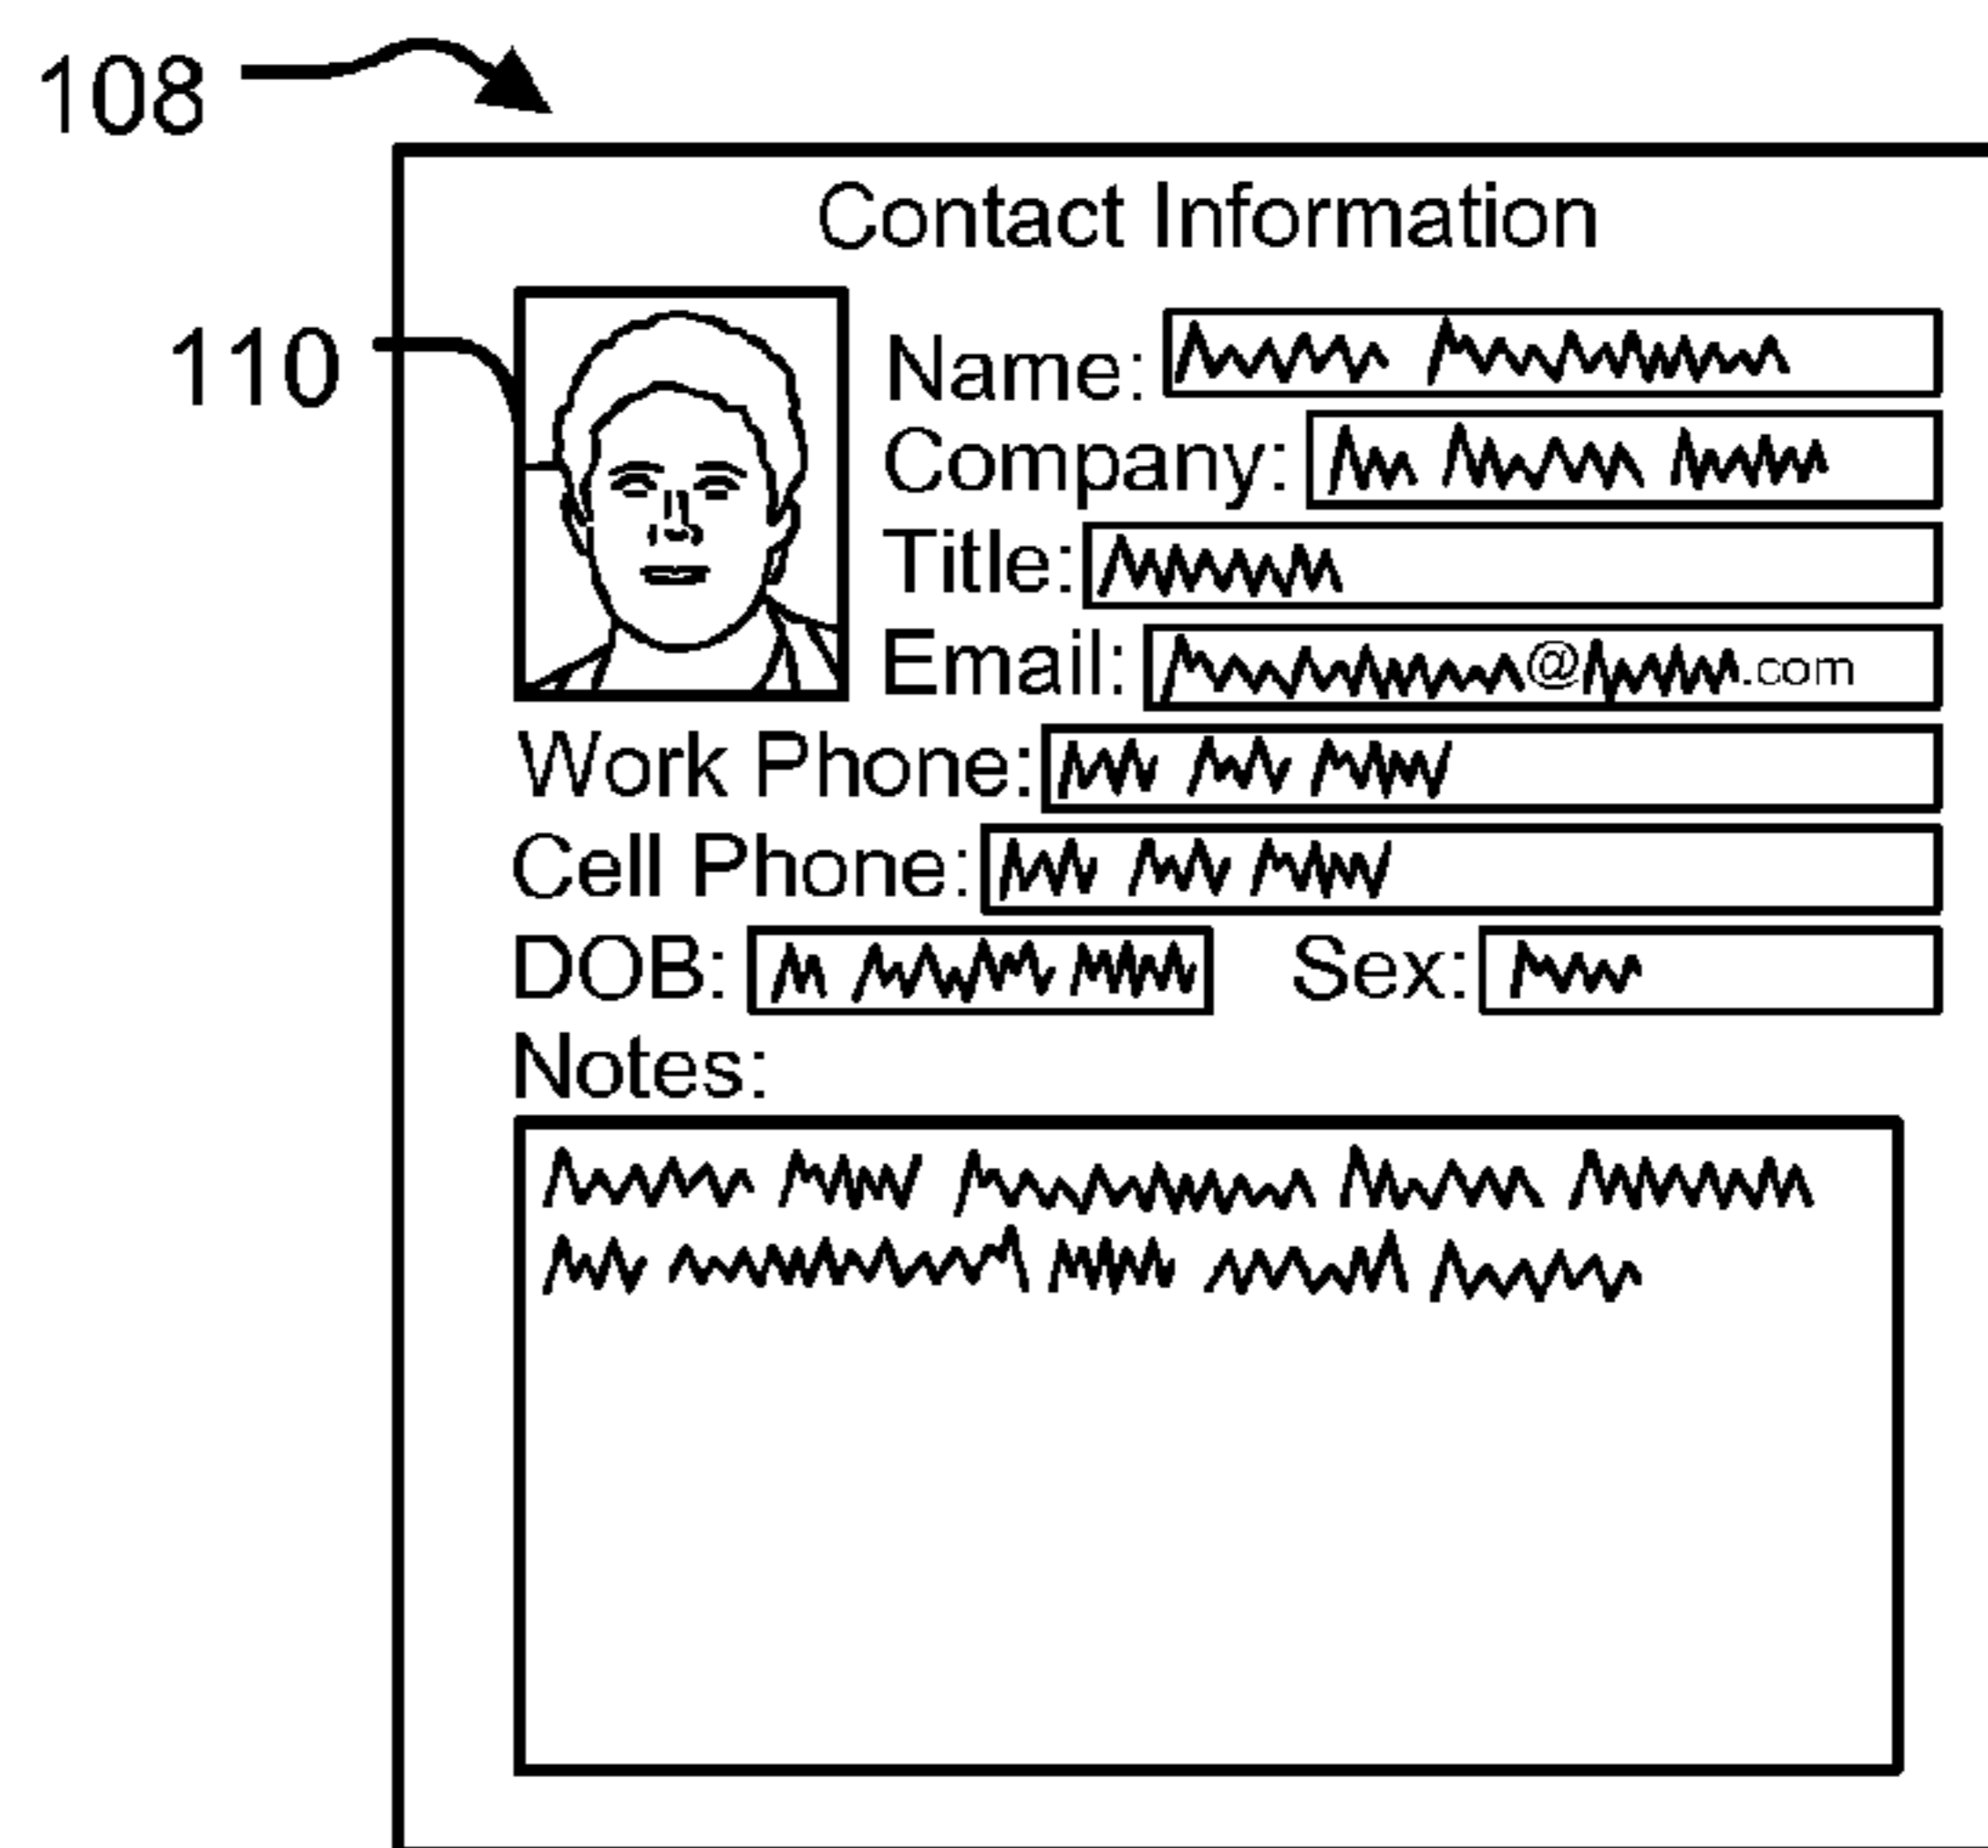 108
Contact Information
110
Name:
Company:
Title:
Email: @ .com
Work Phone:
Cell Phone:
DOB: Sex:
Notes: